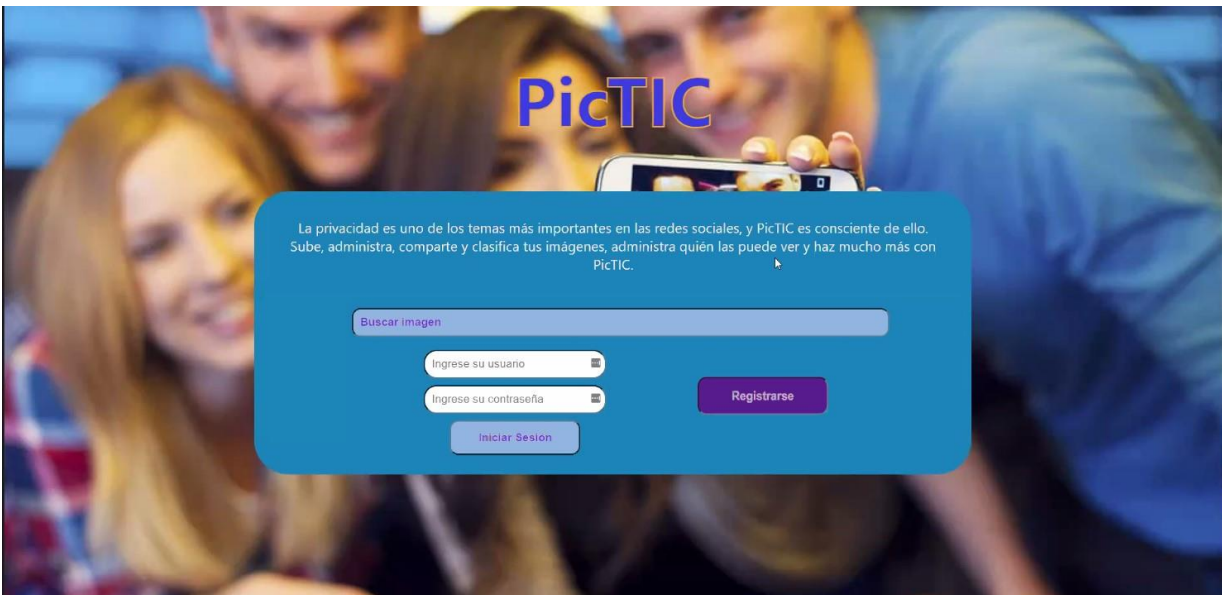 PicTIC
La privacidad es uno de los temas más importantes en las redes sociales, y PicTIC es consciente de ello.
Sube, administra, comparte y clasifica tus imágenes, administra quién las puede ver y haz mucho más con
PicTIC.
Buscar imagen
Ingrese su usuario
Ingrese su contraseña
Registrarse
Iniciar Sesion